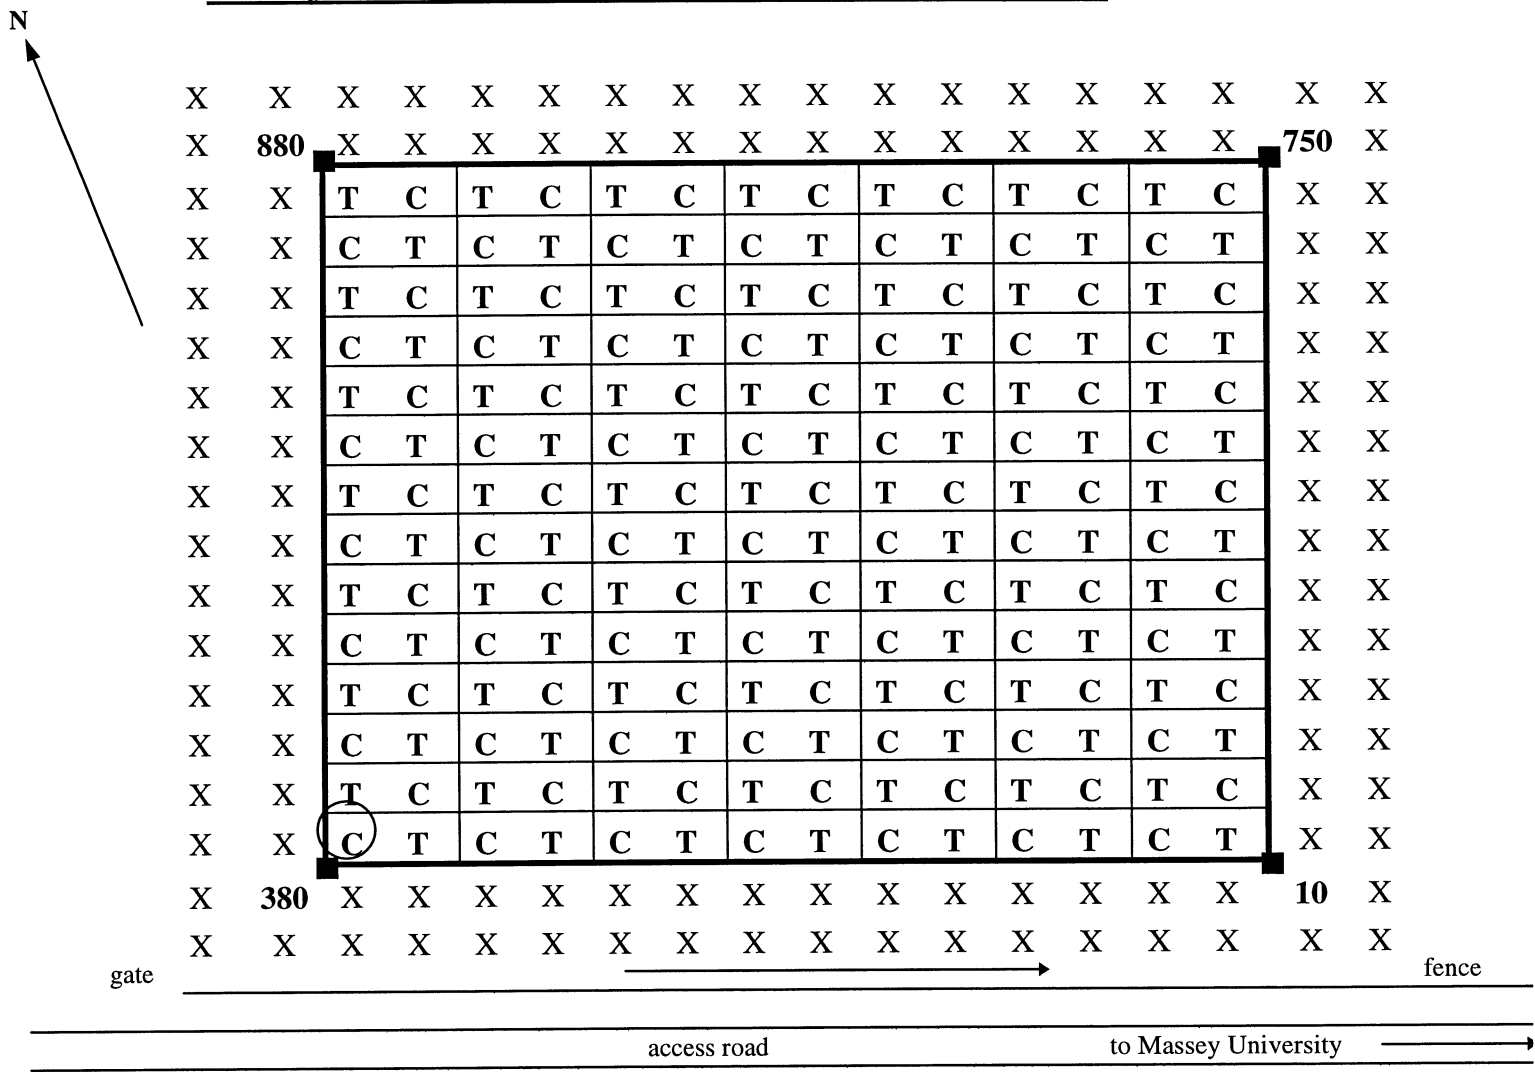 N
X X X X X X X X X X X X X X X X X X
X 880 X X X X X X X X X X X X X X 750 X
X X T C T C T C T C T C T C T C X X
X X C T C T C T C T C T C T C T X X
X X T C T C T C T C T C T C T C X X
X X C T C T C T C T C T C T C T X X
X X T C T C T C T C T C T C T C X X
X X C T C T C T C T C T C T C T X X
X X T C T C T C T C T C T C T C X X
X X C T C T C T C T C T C T C T X X
X X T C T C T C T C T C T C T C X X
X X C T C T C T C T C T C T C T X X
X X T C T C T C T C T C T C T C X X
X X C T C T C T C T C T C T C T X X
X X T C T C T C T C T C T C T C X X
X X C T C T C T C T C T C T C T X X
X 380 X X X X X X X X X X X X X X 10 X
X X X X X X X X X X X X X X X X X X
gate fence
access road to Massey University